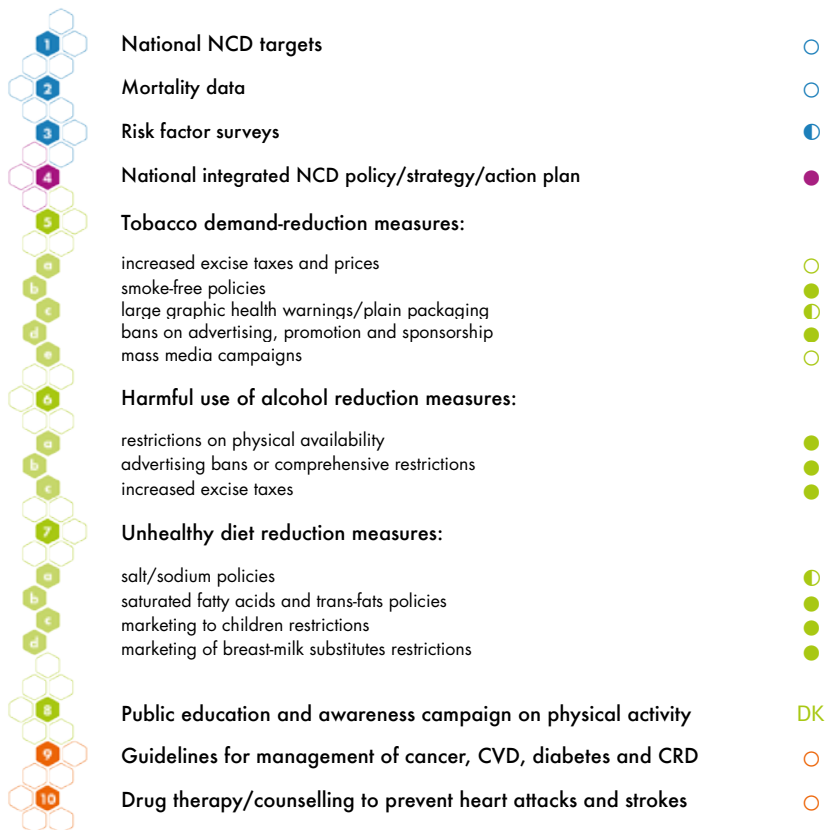 1 National NCD targets
2 Mortality data
3 Risk factor surveys
4 National integrated NCD policy/strategy/action plan
5 Tobacco demand-reduction measures:
a increased excise taxes and prices
b smoke-free policies
c large graphic health warnings/plain packaging
d bans on advertising, promotion and sponsorship
e mass media campaigns
6 Harmful use of alcohol reduction measures:
a restrictions on physical availability
b advertising bans or comprehensive restrictions
c increased excise taxes
7 Unhealthy diet reduction measures:
a salt/sodium policies
b saturated fatty acids and trans-fats policies
c marketing to children restrictions
d marketing of breast-milk substitutes restrictions
8 Public education and awareness campaign on physical activity DK
9 Guidelines for management of cancer, CVD, diabetes and CRD
10 Drug therapy/counselling to prevent heart attacks and strokes